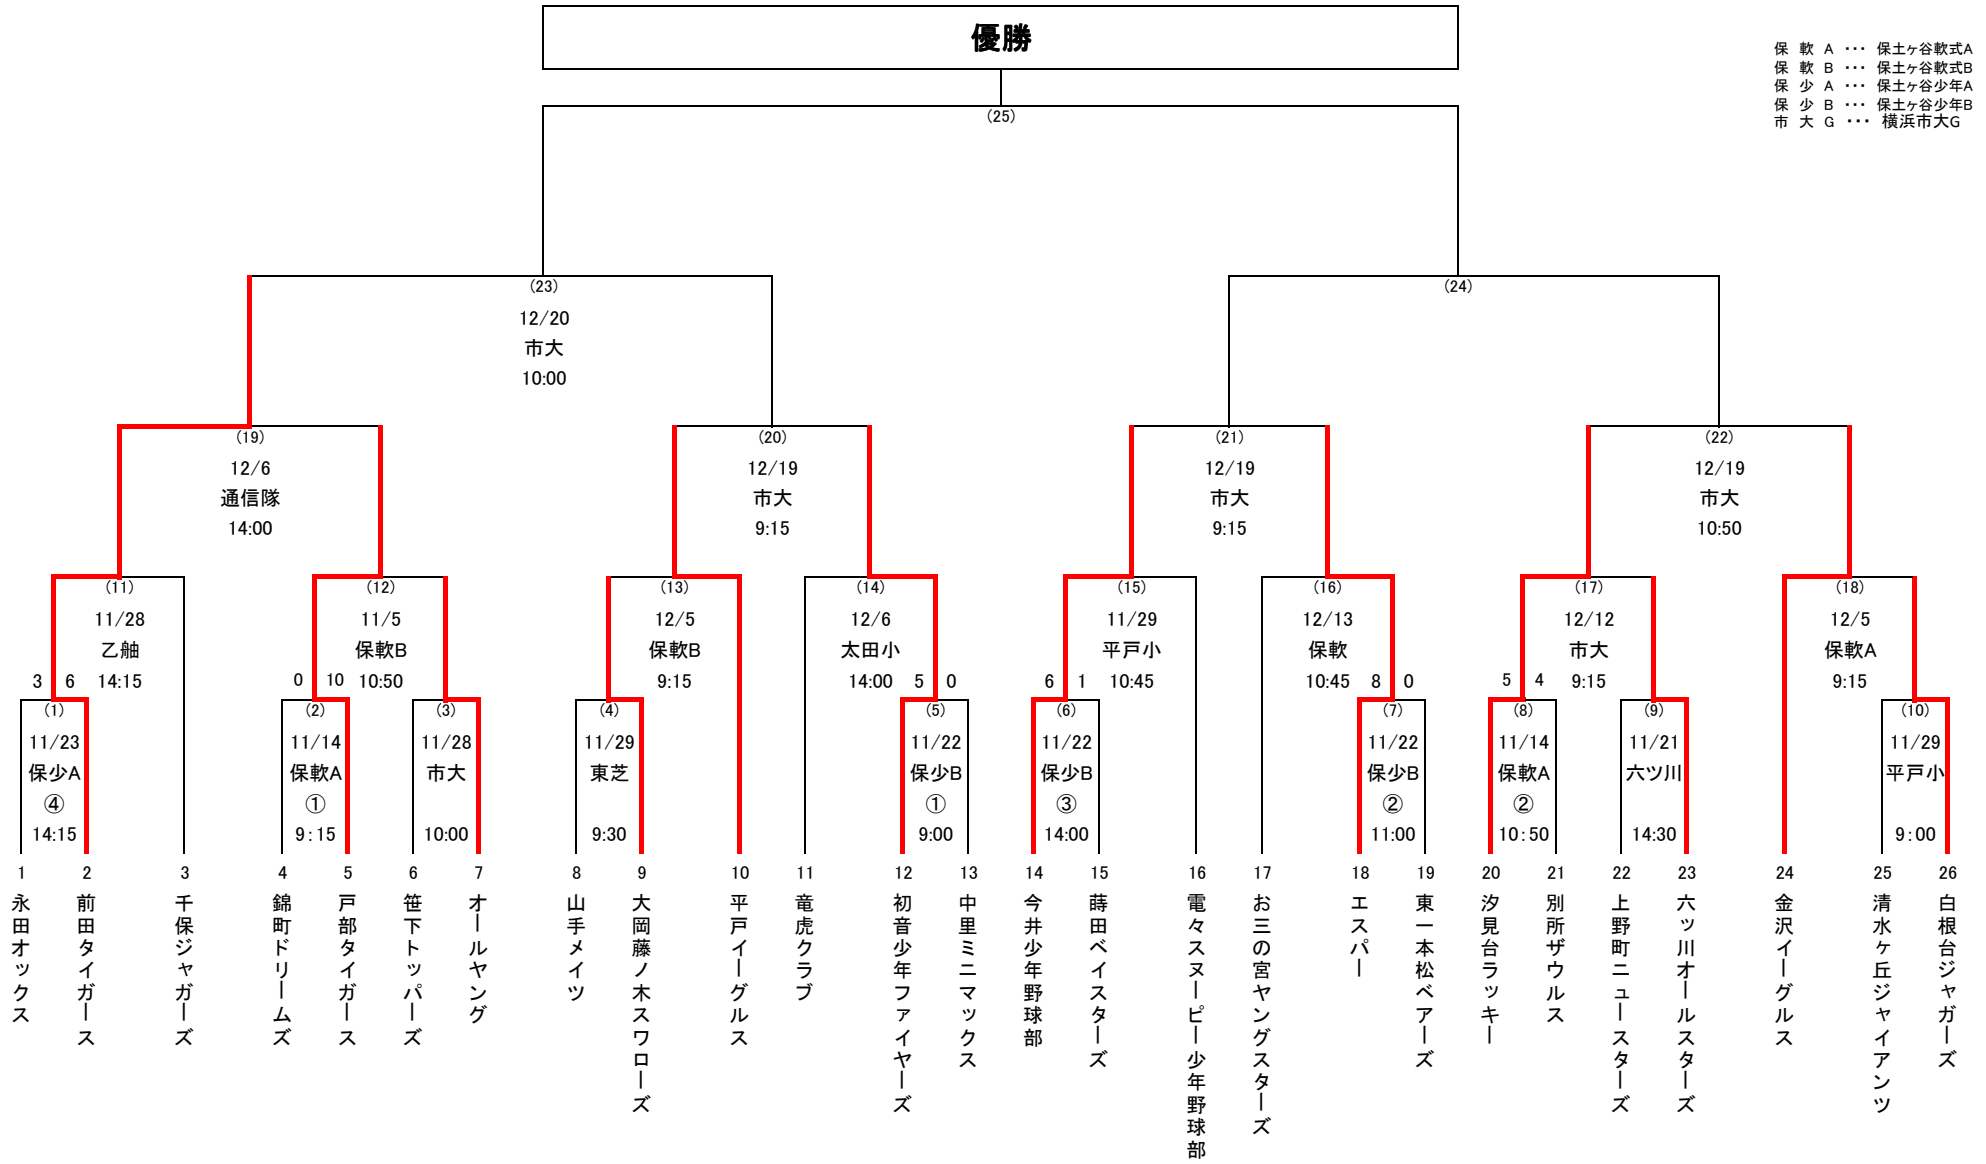 優勝
保 軟 A ・・・ 保土ヶ谷軟式A
保 軟 B ・・・ 保土ヶ谷軟式B
保 少 A ・・・ 保土ヶ谷少年A
保 少 B ・・・ 保土ヶ谷少年B
市 大 G ・・・ 横浜市大G
(25)
(23)
12/20
市大
10:00
(24)
(19)
12/6
通信隊
14:00
(20)
12/19
市大
9:15
(21)
12/19
市大
9:15
(22)
12/19
市大
10:50
(11)
11/28
乙舳
14:15
(12)
11/5
保軟B
10:50
(13)
12/5
保軟B
9:15
(14)
12/6
太田小
14:00
(15)
11/29
平戸小
10:45
(16)
12/13
保軟
10:45
(17)
12/12
市大
9:15
(18)
12/5
保軟A
9:15
3 6
(1)
11/23
保少A
④
14:15
0 10
(2)
11/14
保軟A
①
9:15
(3)
11/28
市大
10:00
(4)
11/29
東芝
9:30
5 0
(5)
11/22
保少B
①
9:00
6 1
(6)
11/22
保少B
③
14:00
8 0
(7)
11/22
保少B
②
11:00
5 4
(8)
11/14
保軟A
②
10:50
(9)
11/21
六ツ川
14:30
(10)
11/29
平戸小
9:00
1
永田オックス
2
前田タイガース
3
千保ジャガーズ
4
錦町ドリームズ
5
戸部タイガース
6
笹下トッパーズ
7
オールヤング
8
山手メイツ
9
大岡藤ノ木スワローズ
10
平戸イーグルス
11
竜虎クラブ
12
初音少年ファイヤーズ
13
中里ミニマックス
14
今井少年野球部
15
蒔田ベイスターズ
16
電々スヌーピー少年野球部
17
お三の宮ヤングスターズ
18
エスパー
19
東一本松ベアーズ
20
汐見台ラッキー
21
別所ザウルス
22
上野町ニュースターズ
23
六ッ川オールスターズ
24
金沢イーグルス
25
清水ヶ丘ジャイアンツ
26
白根台ジャガーズ